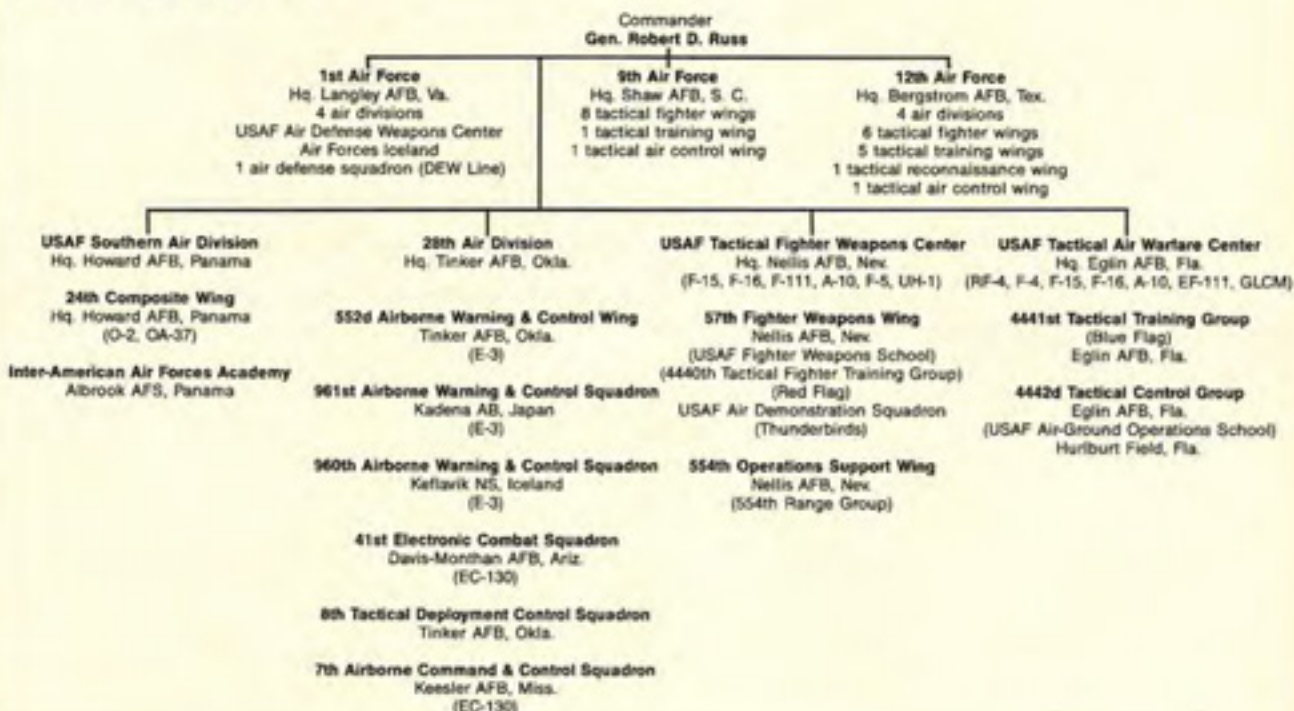 Commander
Gen. Robert D. Russ
1st Air Force
Hq. Langley AFB, Va.
4 air divisions
USAF Air Defense Weapons Center
Air Forces Iceland
1 air defense squadron (DEW Line)
9th Air Force
Hq. Shaw AFB, S. C.
8 tactical fighter wings
1 tactical training wing
1 tactical air control wing
12th Air Force
Hq. Bergstrom AFB, Tex.
4 air divisions
6 tactical fighter wings
5 tactical training wings
1 tactical reconnaissance wing
1 tactical air control wing
USAF Southern Air Division
Hq. Howard AFB, Panama
24th Composite Wing
Hq. Howard AFB, Panama
(O-2, OA-37)
Inter-American Air Forces Academy
Albrook AFS, Panama
28th Air Division
Hq. Tinker AFB, Okla.
552d Airborne Warning & Control Wing
Tinker AFB, Okla.
(E-3)
961st Airborne Warning & Control Squadron
Kadena AB, Japan
(E-3)
960th Airborne Warning & Control Squadron
Keflavik NS, Iceland
(E-3)
41st Electronic Combat Squadron
Davis-Monthan AFB, Ariz.
(EC-130)
8th Tactical Deployment Control Squadron
Tinker AFB, Okla.
7th Airborne Command & Control Squadron
Keesler AFB, Miss.
(EC-130)
USAF Tactical Fighter Weapons Center
Hq. Nellis AFB, Nev.
(F-15, F-16, F-111, A-10, F-5, UH-1)
57th Fighter Weapons Wing
Nellis AFB, Nev.
(USAF Fighter Weapons School)
(4440th Tactical Fighter Training Group)
(Red Flag)
USAF Air Demonstration Squadron
(Thunderbirds)
554th Operations Support Wing
Nellis AFB, Nev.
(554th Range Group)
USAF Tactical Air Warfare Center
Hq. Eglin AFB, Fla.
(RF-4, F-4, F-15, F-16, A-10, EF-111, GLCM)
4441st Tactical Training Group
(Blue Flag)
Eglin AFB, Fla.
4442d Tactical Control Group
Eglin AFB, Fla.
(USAF Air-Ground Operations School)
Hurlburt Field, Fla.